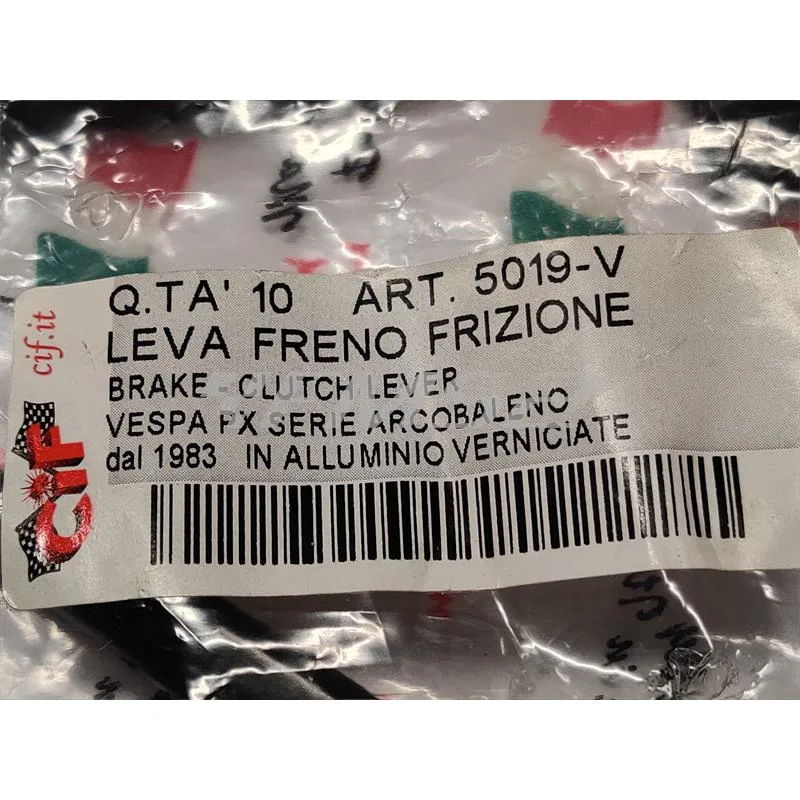 Q.TA' 10 ART. 5019-V
LEVA FRENO FRIZIONE
BRAKE - CLUTCH LEVER
VESPA PX SERIE ARCOBALENO
dal 1983 IN ALLUMINIO VERNICIATE
cif.it
CIF